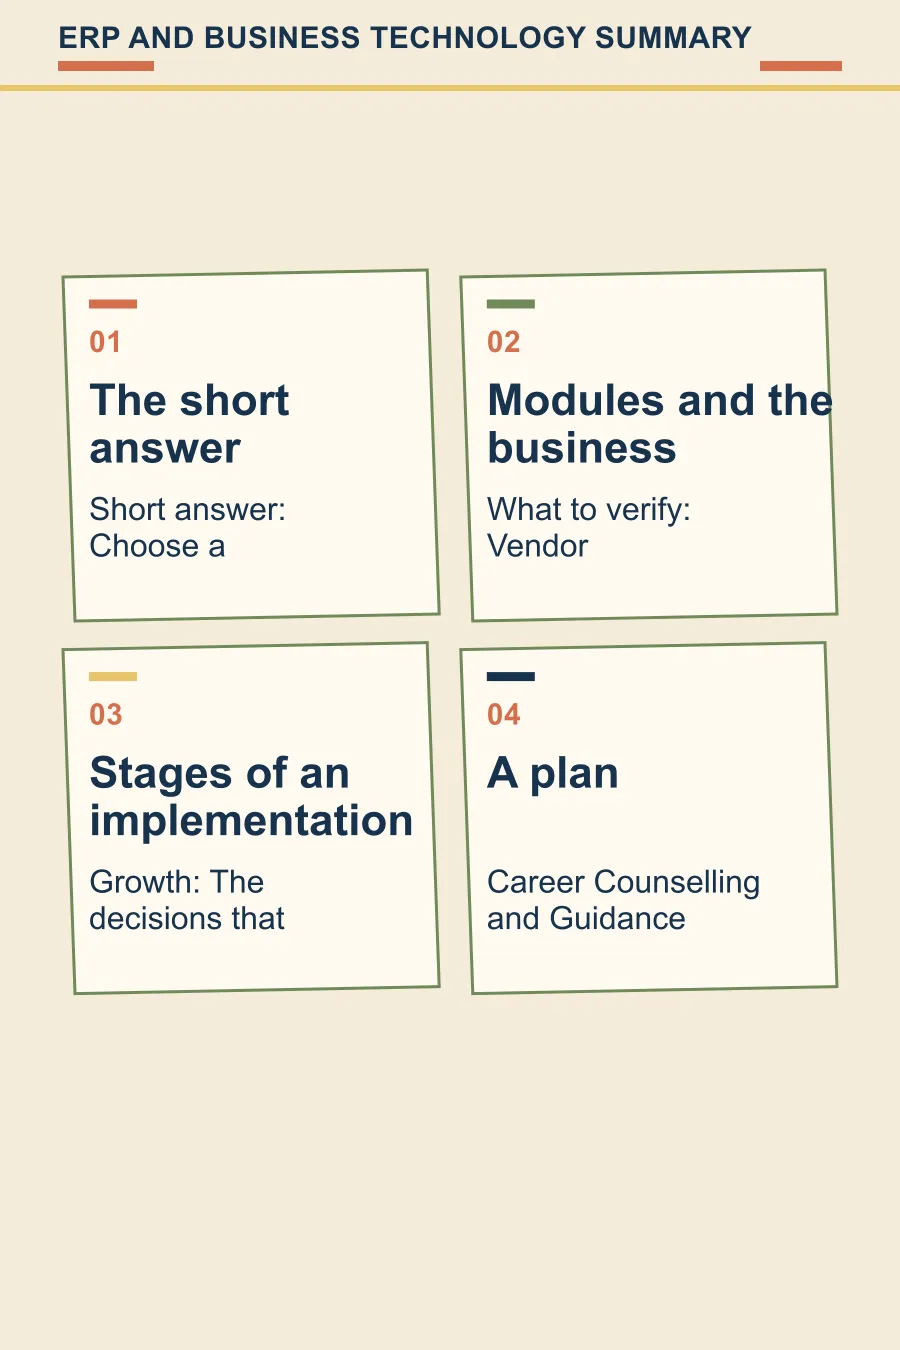 ERP AND BUSINESS TECHNOLOGY SUMMARY
01
The short
answer
Short answer:
Choose a
02
Modules and the
business
What to verify:
Vendor
03
Stages of an
implementation
Growth: The
decisions that
04
A plan
Career Counselling
and Guidance